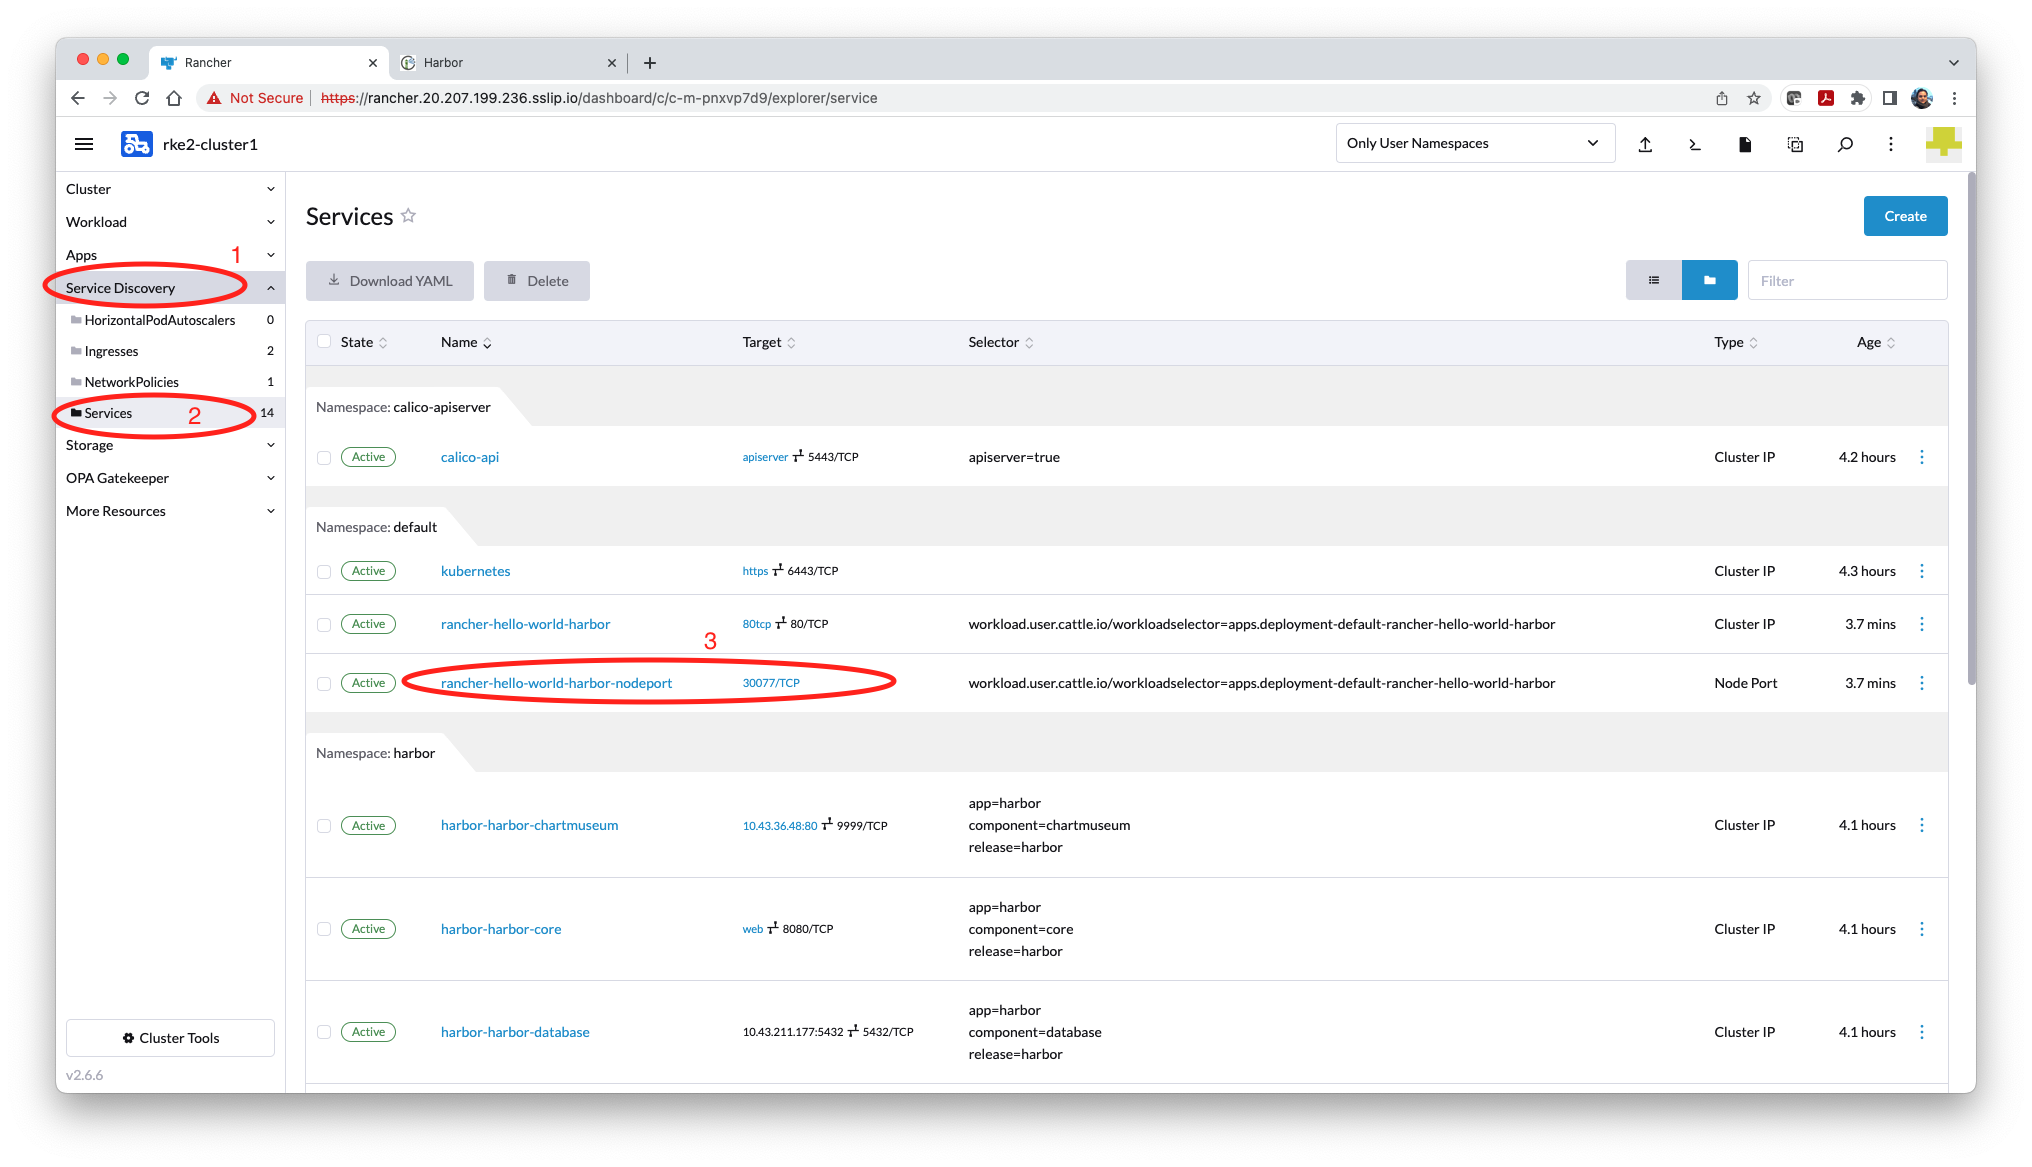 Rancher
Harbor
Not Secure https://rancher.20.207.199.236.sslip.io/dashboard/c/c-m-pnxvp7d9/explorer/service
rke2-cluster1
Only User Namespaces
Cluster
Workload
Apps 1
Service Discovery
HorizontalPodAutoscalers 0
Ingresses 2
NetworkPolicies 1
Services 2 14
Storage
OPA Gatekeeper
More Resources
Cluster Tools
v2.6.6
Services
Create
Download YAML Delete
Filter
State Name Target Selector Type Age
Namespace: calico-apiserver
Active calico-api apiserver 5443/TCP apiserver=true Cluster IP 4.2 hours
Namespace: default
Active kubernetes https 6443/TCP Cluster IP 4.3 hours
Active rancher-hello-world-harbor 80tcp 80/TCP workload.user.cattle.io/workloadselector=apps.deployment-default-rancher-hello-world-harbor Cluster IP 3.7 mins
3
Active rancher-hello-world-harbor-nodeport 30077/TCP workload.user.cattle.io/workloadselector=apps.deployment-default-rancher-hello-world-harbor Node Port 3.7 mins
Namespace: harbor
app=harbor
Active harbor-harbor-chartmuseum 10.43.36.48:80 9999/TCP component=chartmuseum Cluster IP 4.1 hours
release=harbor
app=harbor
Active harbor-harbor-core web 8080/TCP component=core Cluster IP 4.1 hours
release=harbor
app=harbor
Active harbor-harbor-database 10.43.211.177:5432 5432/TCP component=database Cluster IP 4.1 hours
release=harbor